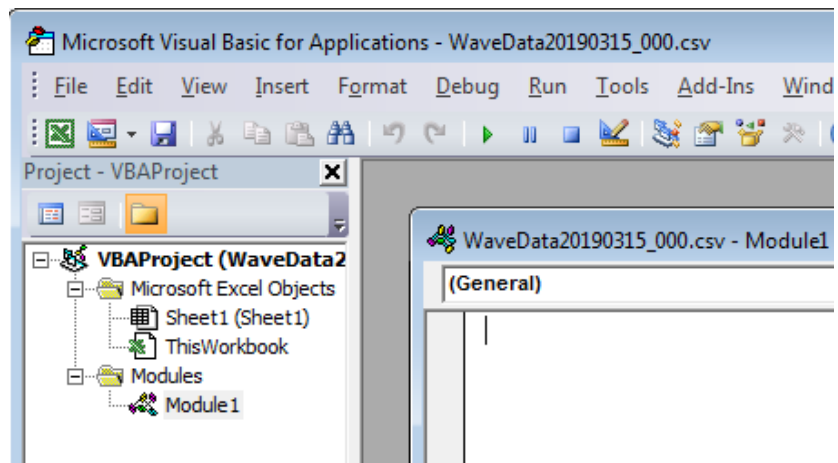 Microsoft Visual Basic for Applications - WaveData20190315_000.csv
File Edit View Insert Format Debug Run Tools Add-Ins Wind
Project - VBAProject
VBAProject (WaveData2
Microsoft Excel Objects
Sheet1 (Sheet1)
ThisWorkbook
Modules
Module1
WaveData20190315_000.csv - Module1
(General)